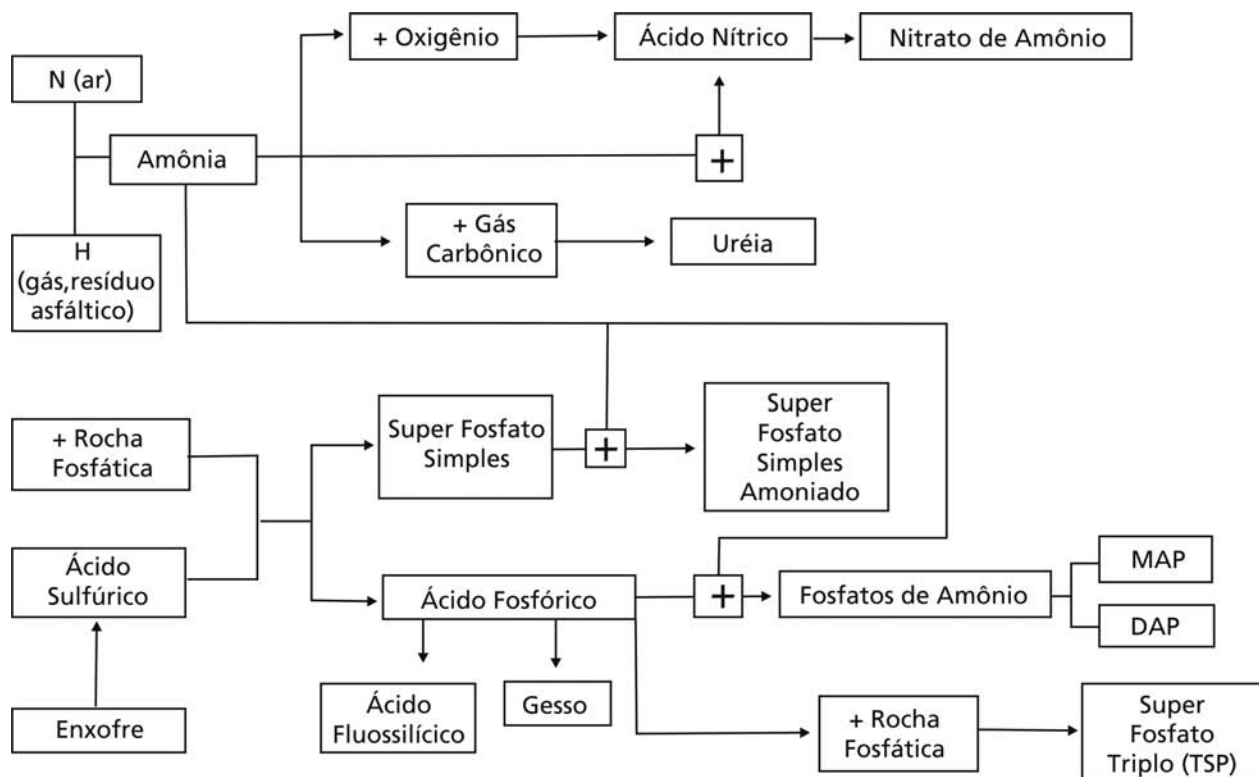 + Oxigênio
Ácido Nítrico
Nitrato de Amônio
N (ar)
Amônia
+
H
(gás,resíduo
asfáltico)
+ Gás
Carbônico
Uréia
+ Rocha
Fosfática
Super Fosfato
Simples
+
Super
Fosfato
Simples
Amoniado
Ácido
Sulfúrico
Ácido Fosfórico
+
Fosfatos de Amônio
MAP
DAP
Enxofre
Ácido
Fluossilícico
Gesso
+ Rocha
Fosfática
Super
Fosfato
Triplo (TSP)